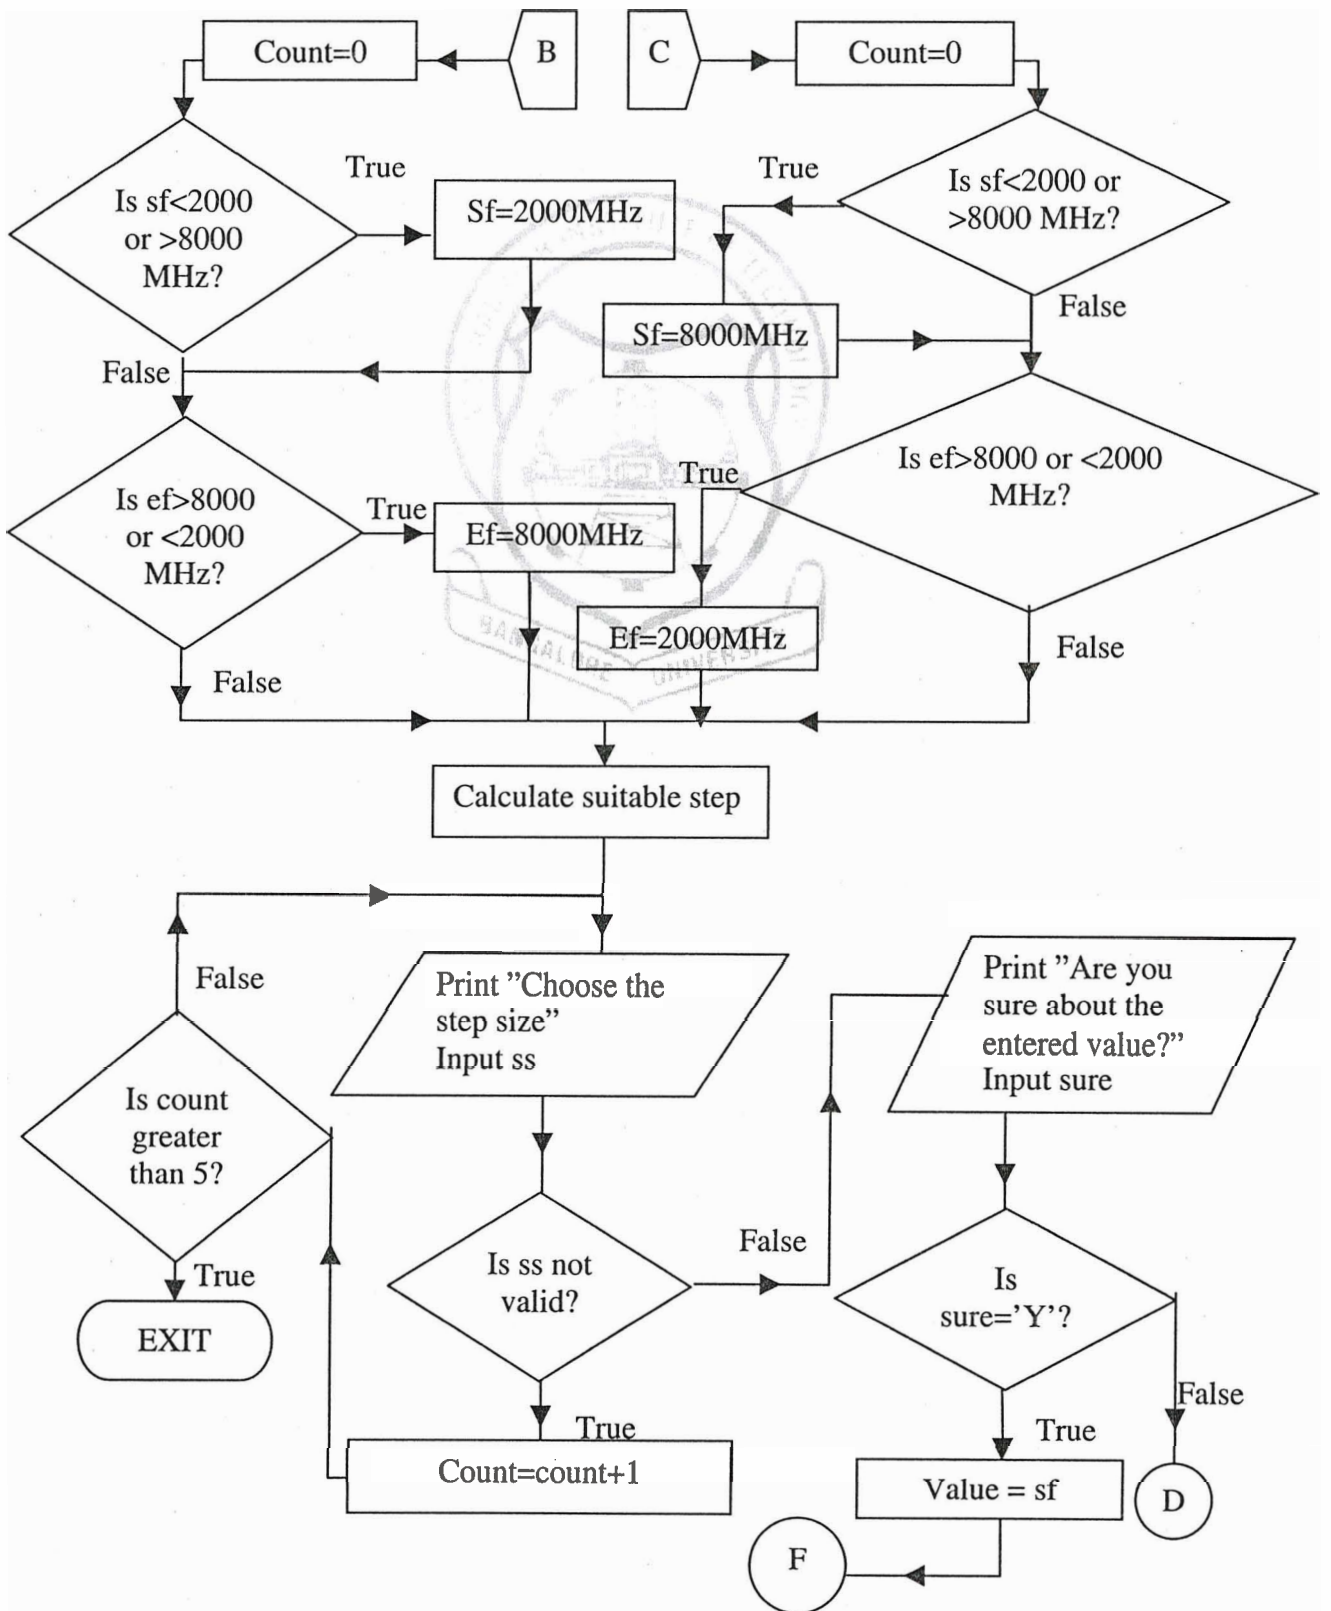 Count=0
B
C
Count=0
True
Is sf<2000
or >8000
MHz?
Sf=2000MHz
True
Is sf<2000 or
>8000 MHz?
False
Sf=8000MHz
False
Is ef>8000
or <2000
MHz?
True
Ef=8000MHz
True
Is ef>8000 or <2000
MHz?
Ef=2000MHz
BANGALORE UNIVERSITY
False
False
Calculate suitable step
False
Print ”Choose the
step size”
Input ss
Print ”Are you
sure about the
entered value?”
Input sure
Is count
greater
than 5?
True
EXIT
Is ss not
valid?
False
Is
sure=’Y’?
True
Count=count+1
True
False
Value = sf
D
F